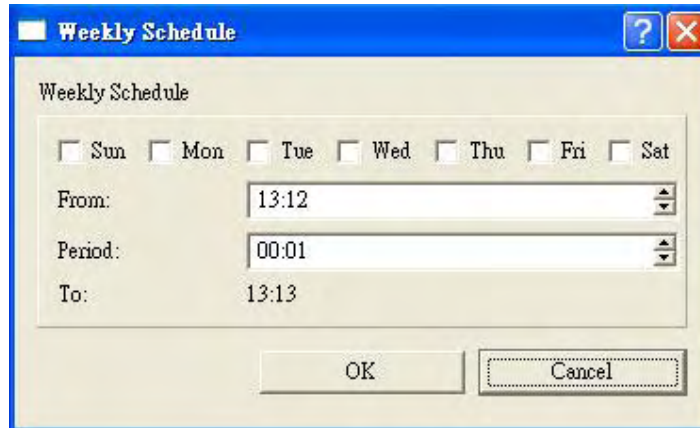 Weekly Schedule
Weekly Schedule
Sun Mon Tue Wed Thu Fri Sat
From: 13:12
Period: 00:01
To: 13:13
OK Cancel